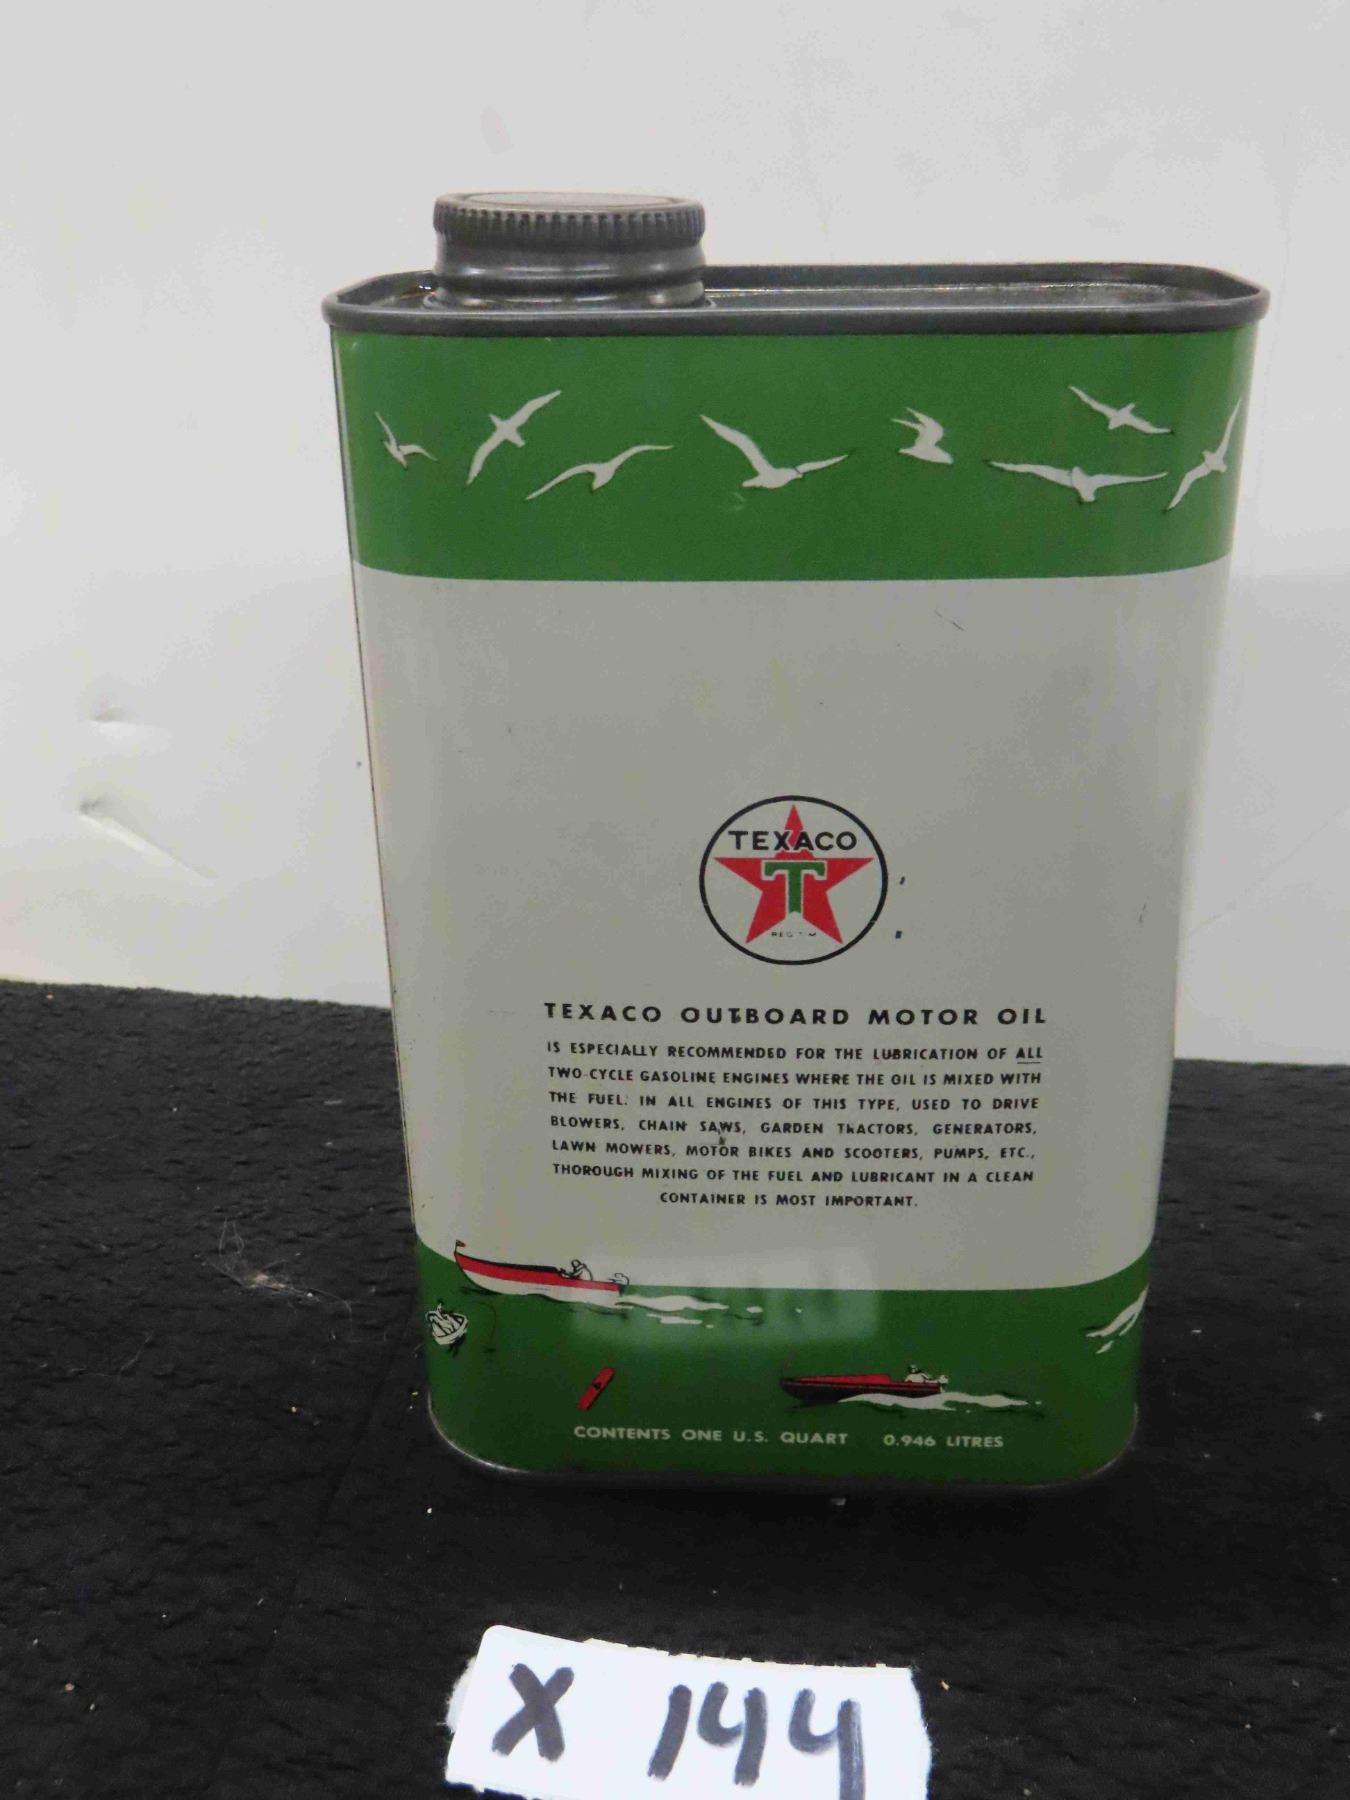 TEXACO
T
REG T M
TEXACO OUTBOARD MOTOR OIL
IS ESPECIALLY RECOMMENDED FOR THE LUBRICATION OF ALL
TWO-CYCLE GASOLINE ENGINES WHERE THE OIL IS MIXED WITH
THE FUEL. IN ALL ENGINES OF THIS TYPE, USED TO DRIVE
BLOWERS, CHAIN SAWS, GARDEN TRACTORS, GENERATORS,
LAWN MOWERS, MOTOR BIKES AND SCOOTERS, PUMPS, ETC.,
THOROUGH MIXING OF THE FUEL AND LUBRICANT IN A CLEAN
CONTAINER IS MOST IMPORTANT.
CONTENTS ONE U.S. QUART 0.946 LITRES
X 144